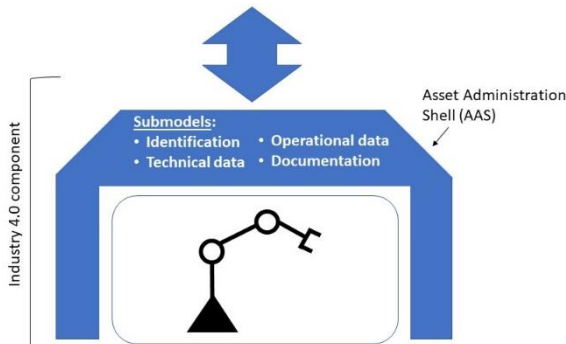 Asset Administration
Shell (AAS)
Submodels:
• Identification
• Technical data
• Operational data
• Documentation
Industry 4.0 component